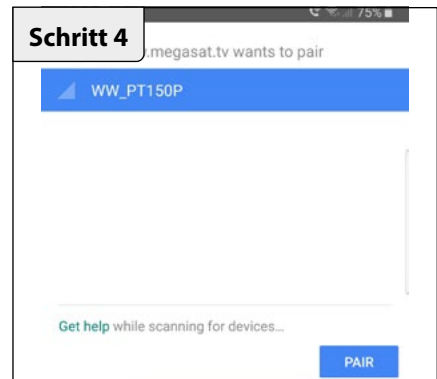 75%
Schritt 4
.megasat.tv wants to pair
WW_PT150P
Get help while scanning for devices...
PAIR